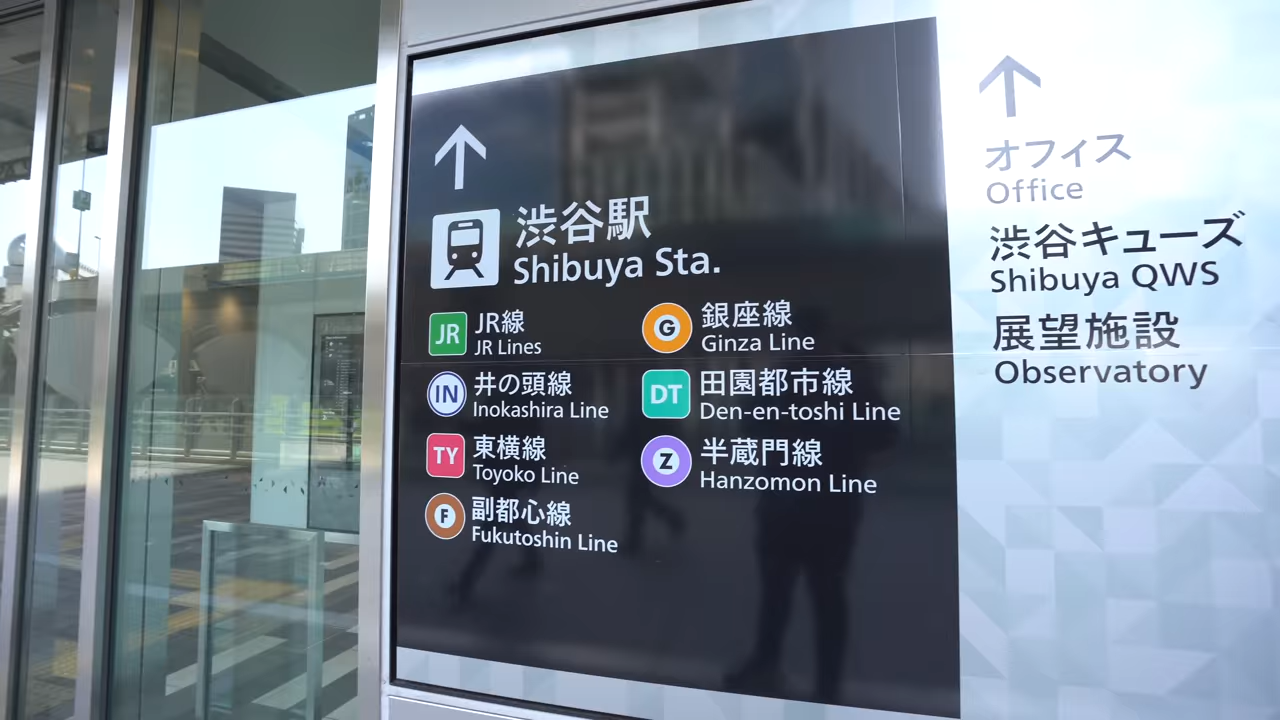 渋谷駅
Shibuya Sta.
JR
JR線
JR Lines
IN
井の頭線
Inokashira Line
TY
東横線
Toyoko Line
F
副都心線
Fukutoshin Line
G
銀座線
Ginza Line
DT
田園都市線
Den-en-toshi Line
Z
半蔵門線
Hanzomon Line
オフィス
Office
渋谷キューズ
Shibuya QWS
展望施設
Observatory